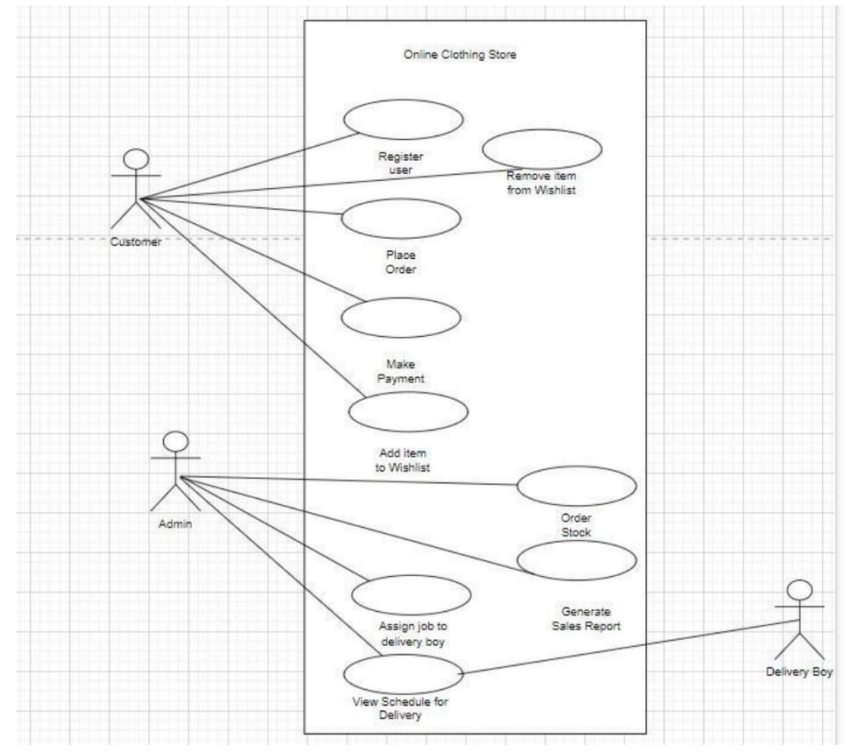 Online Clothing Store
Register
user
Remove item
from Wishlist
Customer
Place
Order
Make
Payment
Add item
to Wishlist
Admin
Order
Stock
Generate
Sales Report
Assign job to
delivery boy
Delivery Boy
View Schedule for
Delivery